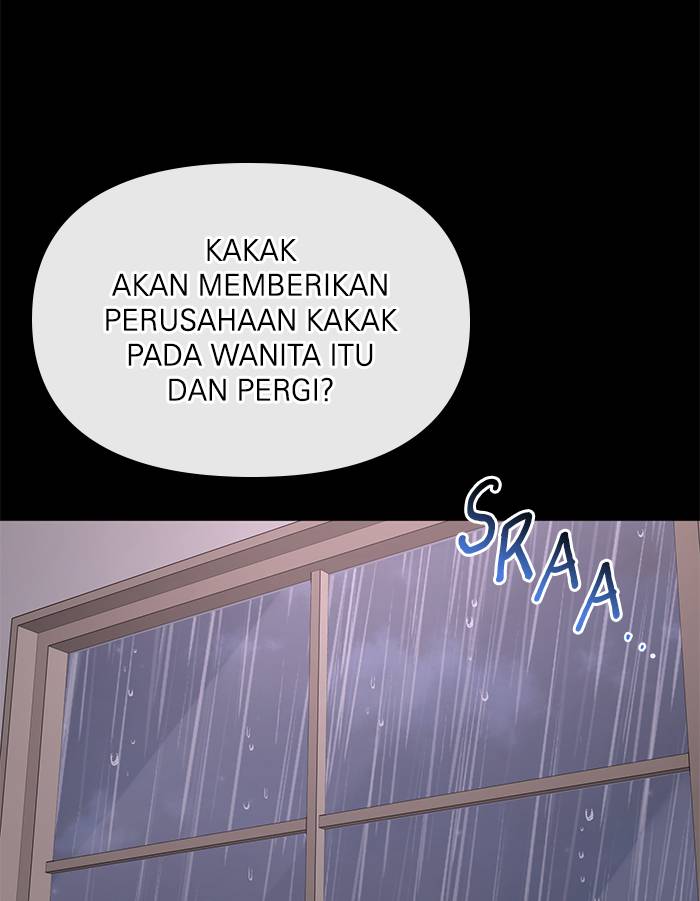 KAKAK
AKAN MEMBERIKAN
PERUSAHAAN KAKAK
PADA WANITA ITU
DAN PERGI?
SRAA...